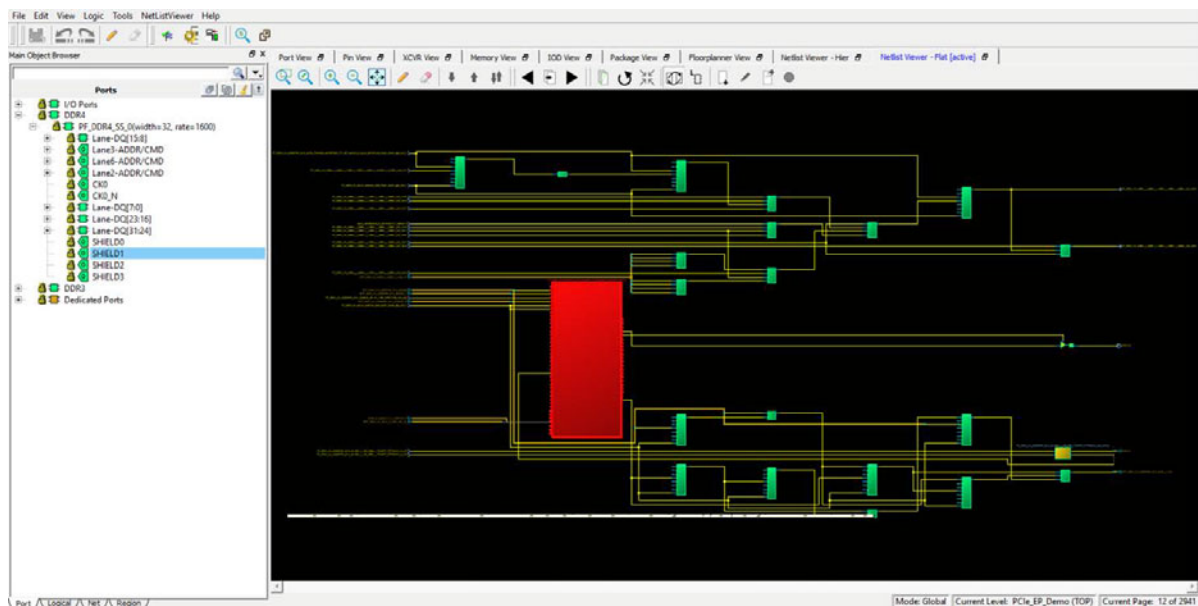 File Edit View Logic Tools NetListViewer Help
Main Object Browser
Port View Pin View XCVR View Memory View IOD View Package View Floorplanner View Netlist Viewer - Hier Netlist Viewer - Flat [active]
Ports
I/O Ports
DDR4
PF_DDR4_SS_0(width=32, rate=1600)
Lane-DQ[15:8]
Lane3-ADDR/CMD
Lane6-ADDR/CMD
Lane2-ADDR/CMD
CK0
CK0_N
Lane-DQ[7:0]
Lane-DQ[23:16]
Lane-DQ[31:24]
SHIELD0
SHIELD1
SHIELD2
SHIELD3
DDR3
Dedicated Ports
Port Logical Net Region
Mode: Global Current Level: PCIe_EP_Demo (TOP) Current Page: 12 of 2941